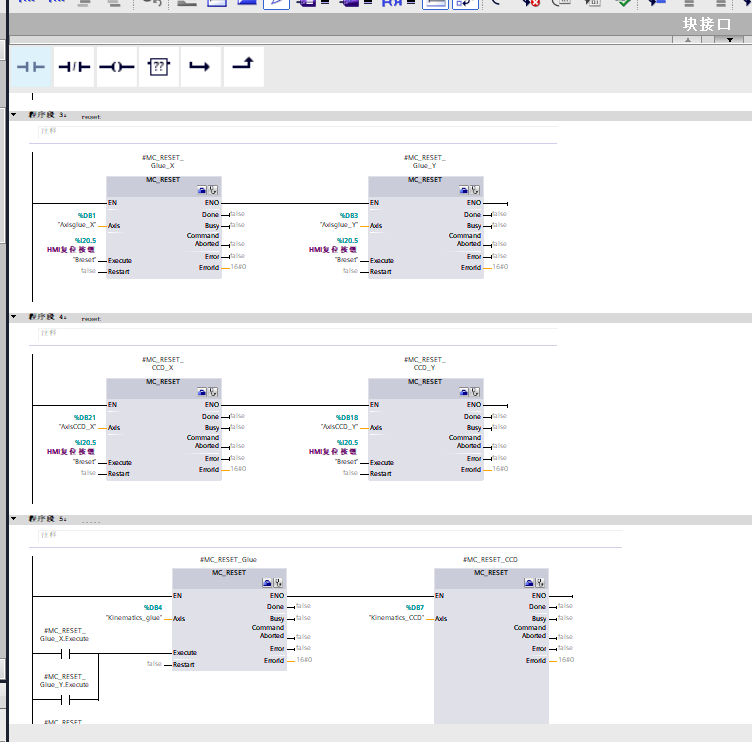 块接口
??
程序段 3: reset
注释
#MC_RESET_
Glue_X
MC_RESET
EN ENO
Done false
%DB1
"Axisglue_X" Axis
Busy false
Command
Aborted false
%I20.5
HMI复位按钮
"Breset" Execute
Error false
false Restart
ErrorId 16#0
#MC_RESET_
Glue_Y
MC_RESET
EN ENO
Done false
%DB3
"Axisglue_Y" Axis
Busy false
Command
Aborted false
%I20.5
HMI复位按钮
"Breset" Execute
Error false
false Restart
ErrorId 16#0
程序段 4: reset
注释
#MC_RESET_
CCD_X
MC_RESET
EN ENO
Done false
%DB21
"AxisCCD_X" Axis
Busy false
Command
Aborted false
%I20.5
HMI复位按钮
"Breset" Execute
Error false
false Restart
ErrorId 16#0
#MC_RESET_
CCD_Y
MC_RESET
EN ENO
Done false
%DB18
"AxisCCD_Y" Axis
Busy false
Command
Aborted false
%I20.5
HMI复位按钮
"Breset" Execute
Error false
false Restart
ErrorId 16#0
程序段 5: .....
注释
#MC_RESET_Glue
MC_RESET
EN ENO
%DB4
Done false
"Kinematics_glue" Axis
Busy false
Command
Aborted false
#MC_RESET_
Glue_X.Execute
Error false
Execute
false Restart
ErrorId 16#0
#MC_RESET_
Glue_Y.Execute
#MC_RESET_
#MC_RESET_CCD
MC_RESET
EN ENO
%DB7
Done false
"Kinematics_CCD" Axis
Busy false
Command
Aborted false
Error false
ErrorId 16#0